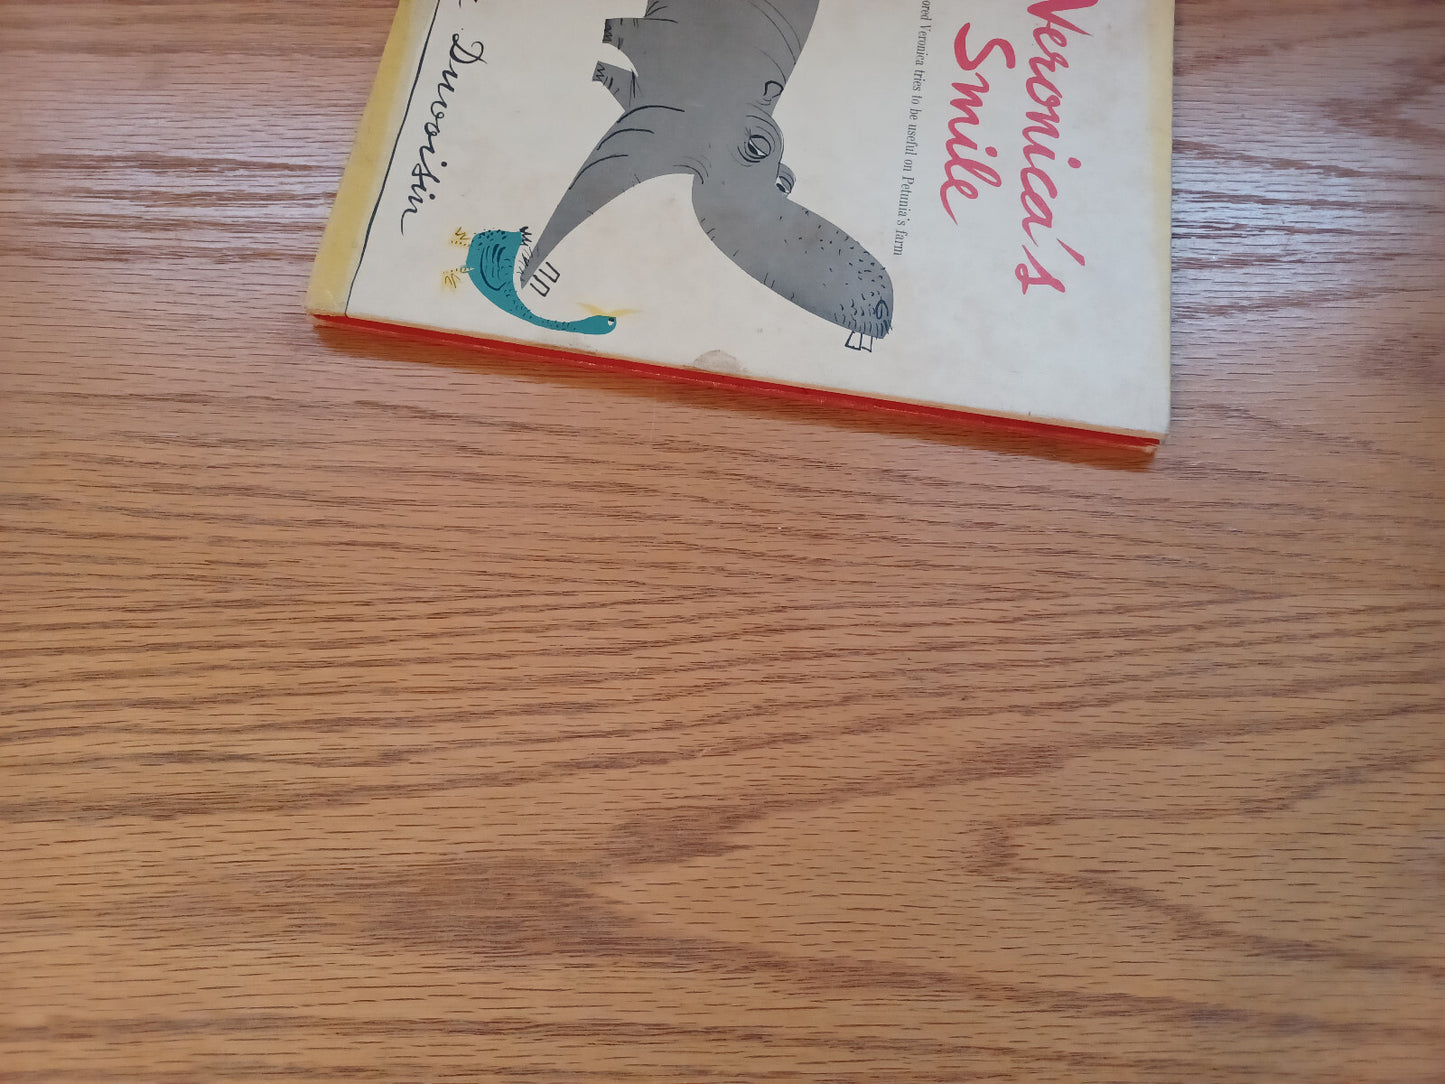 Veronica's
Smile
Veronica tries to be useful on Petunia's farm
Duvoisin